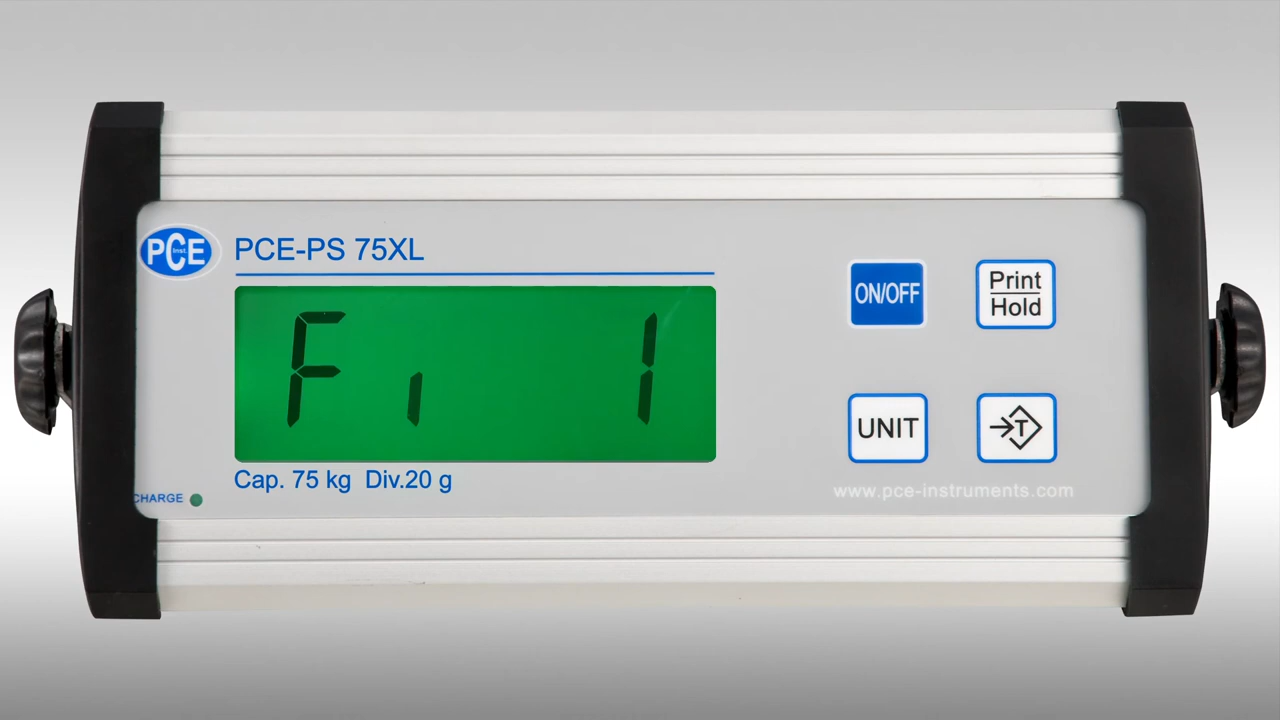 PCE Inst.
PCE-PS 75XL
ON/OFF
Print
Hold
Fi 1
UNIT
T
Cap. 75 kg Div.20 g
CHARGE
www.pce-instruments.com